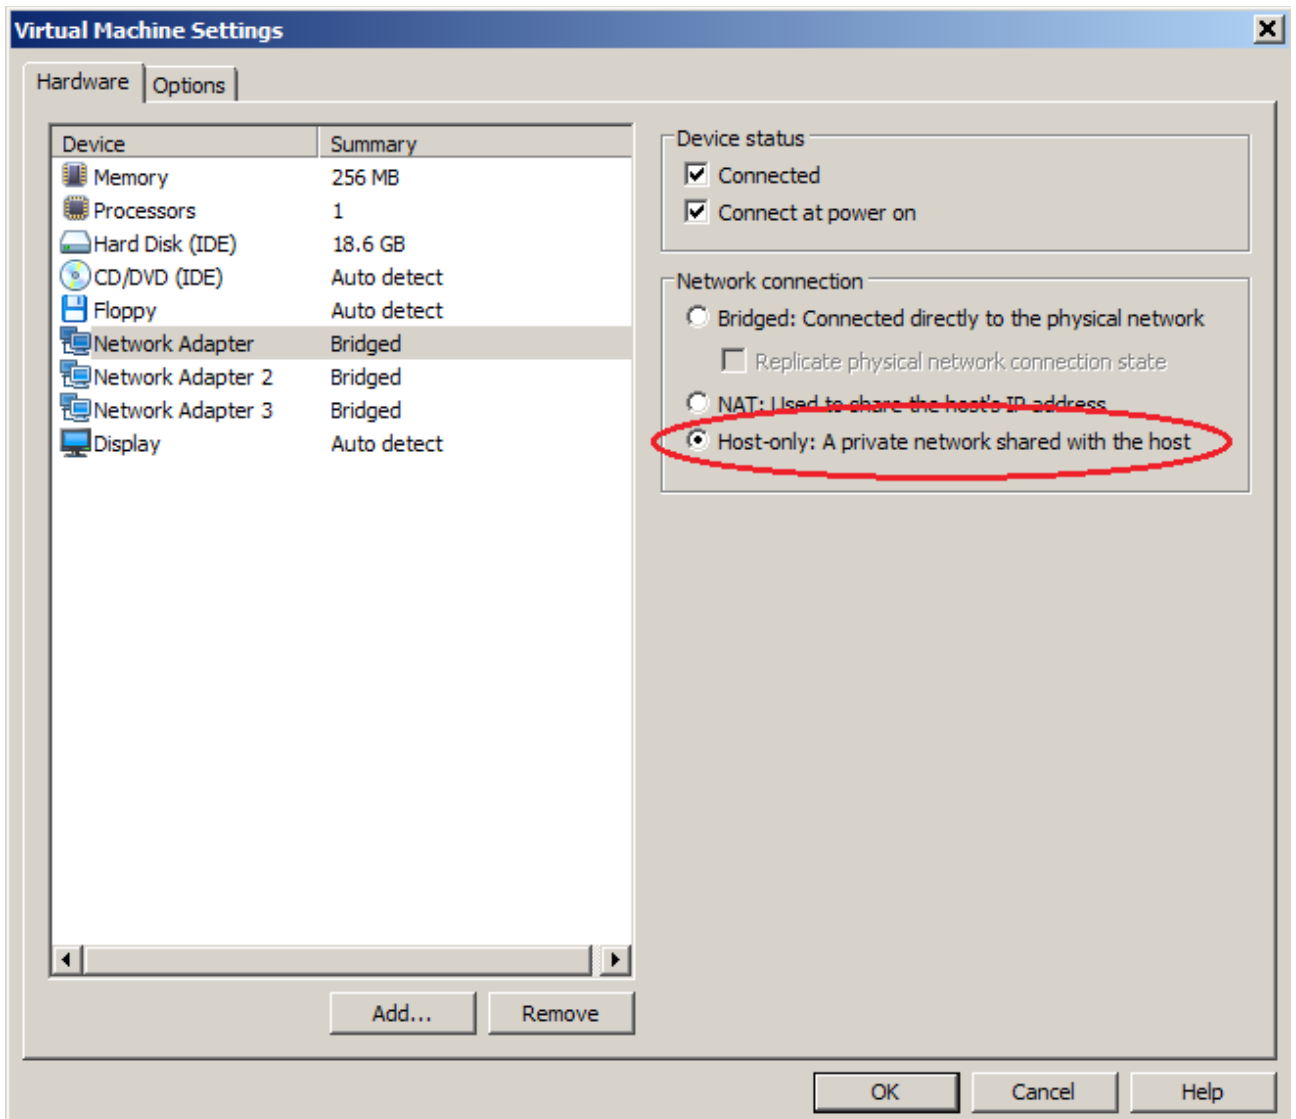 Virtual Machine Settings
Hardware Options
Device Summary
Memory 256 MB
Processors 1
Hard Disk (IDE) 18.6 GB
CD/DVD (IDE) Auto detect
Floppy Auto detect
Network Adapter Bridged
Network Adapter 2 Bridged
Network Adapter 3 Bridged
Display Auto detect
Add... Remove
Device status
Connected
Connect at power on
Network connection
Bridged: Connected directly to the physical network
Replicate physical network connection state
NAT: Used to share the host's IP address
Host-only: A private network shared with the host
OK Cancel Help